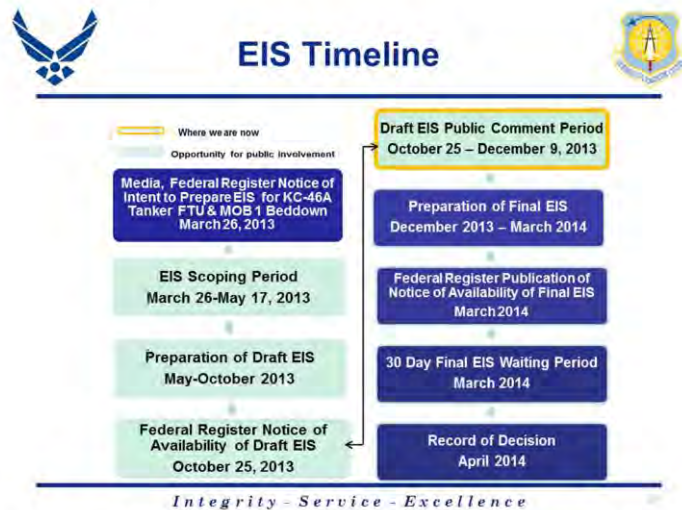 EIS Timeline
Where we are now
Opportunity for public involvement
Media, Federal Register Notice of
Intent to Prepare EIS for KC-46A
Tanker FTU & MOB 1 Beddown
March 26, 2013
EIS Scoping Period
March 26-May 17, 2013
Preparation of Draft EIS
May-October 2013
Federal Register Notice of
Availability of Draft EIS
October 25, 2013
Draft EIS Public Comment Period
October 25 – December 9, 2013
Preparation of Final EIS
December 2013 – March 2014
Federal Register Publication of
Notice of Availability of Final EIS
March 2014
30 Day Final EIS Waiting Period
March 2014
Record of Decision
April 2014
Integrity - Service - Excellence